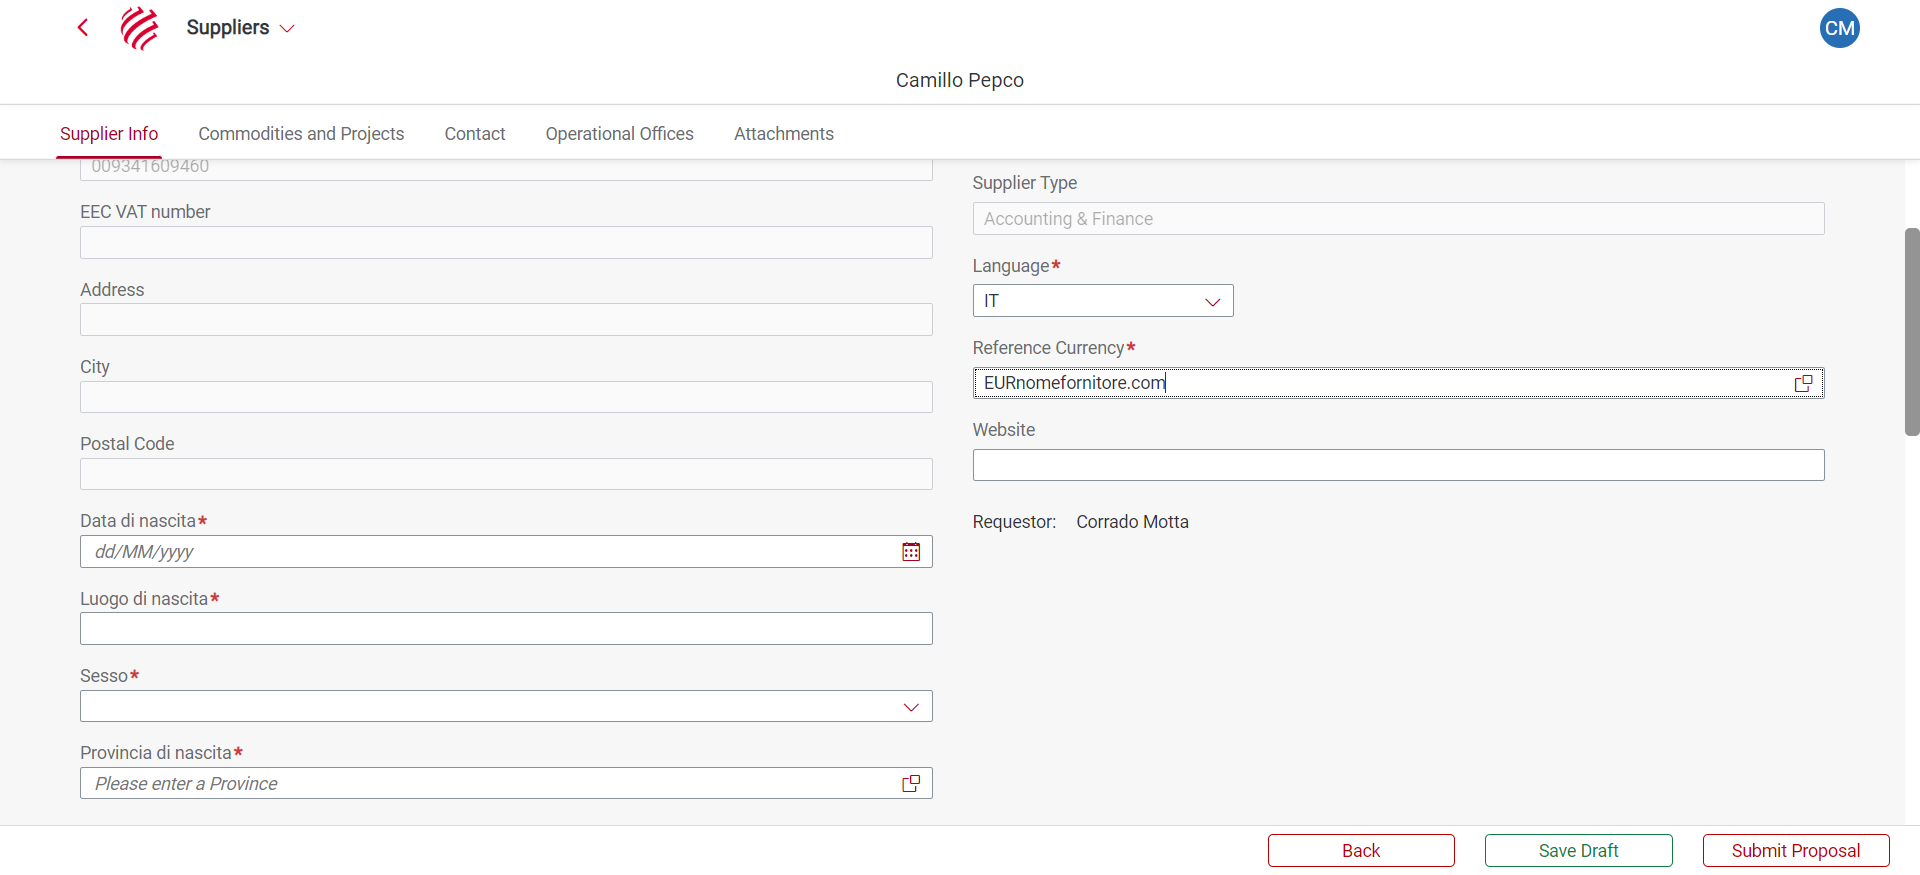 Suppliers
CM
Camillo Pepco
Supplier Info
Commodities and Projects
Contact
Operational Offices
Attachments
009341609460
EEC VAT number
Address
City
Postal Code
Data di nascita*
dd/MM/yyyy
Luogo di nascita*
Sesso*
Provincia di nascita*
Please enter a Province
Supplier Type
Accounting & Finance
Language*
IT
Reference Currency*
EURnomefornitore.com
Website
Requestor: Corrado Motta
Back
Save Draft
Submit Proposal